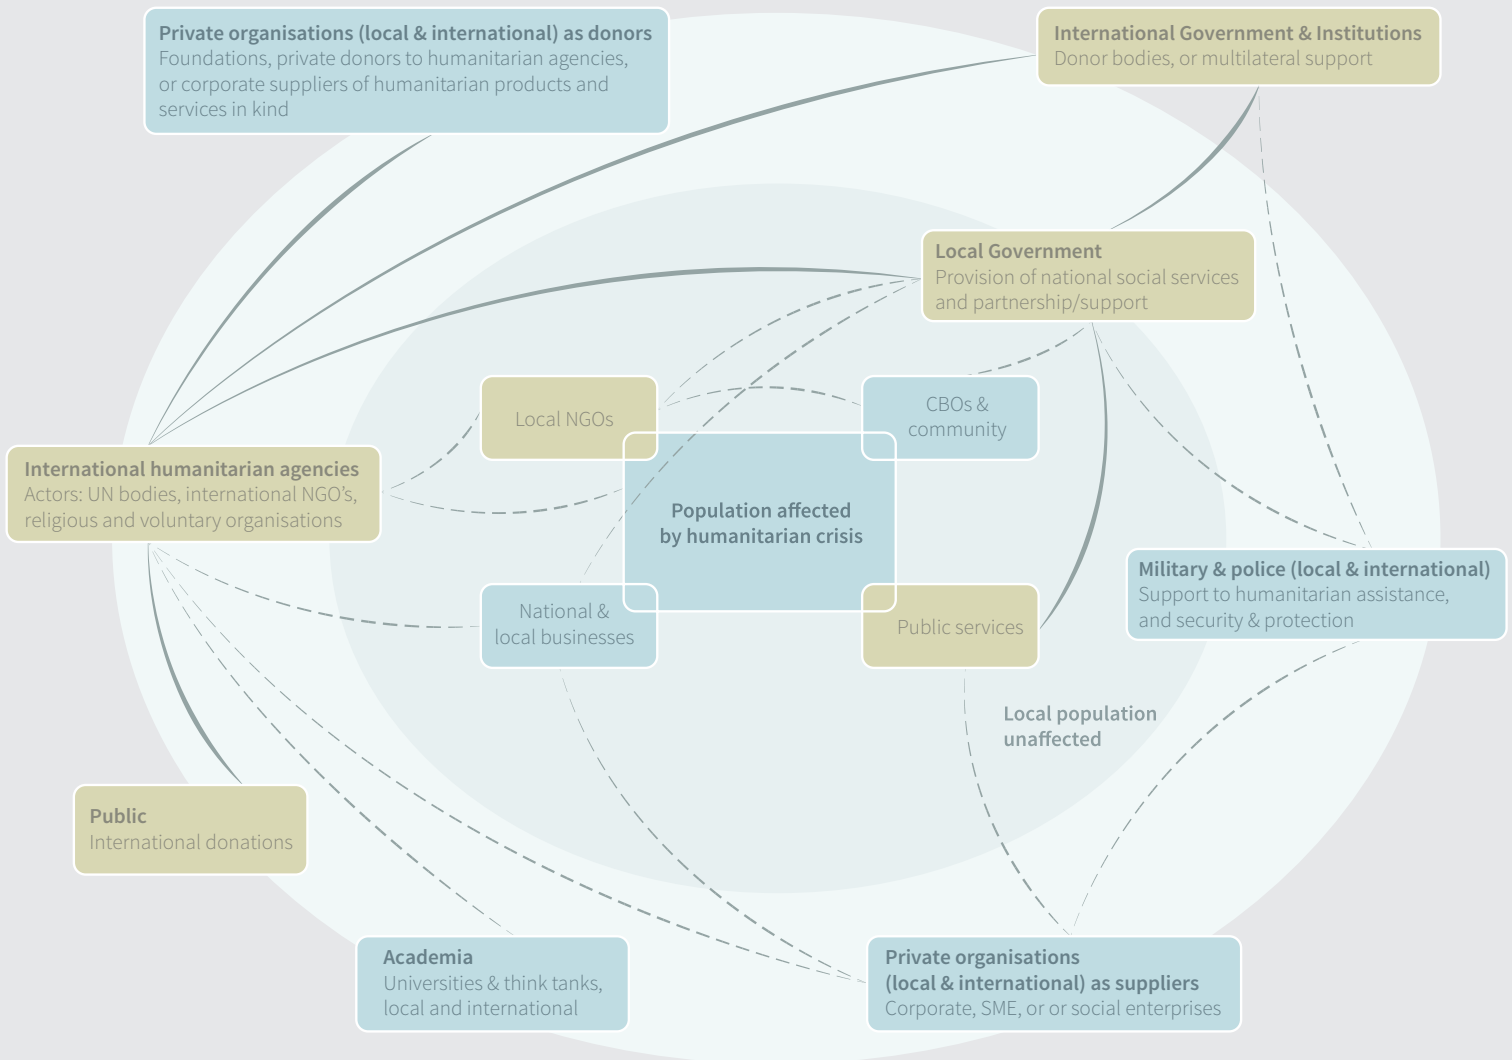 Private organisations (local & international) as donors
Foundations, private donors to humanitarian agencies,
or corporate suppliers of humanitarian products and
services in kind
International Government & Institutions
Donor bodies, or multilateral support
Local Government
Provision of national social services
and partnership/support
Local NGOs
CBOs &
community
International humanitarian agencies
Actors: UN bodies, international NGO’s,
religious and voluntary organisations
Population affected
by humanitarian crisis
Military & police (local & international)
Support to humanitarian assistance,
and security & protection
National &
local businesses
Public services
Local population
unaffected
Public
International donations
Academia
Universities & think tanks,
local and international
Private organisations
(local & international) as suppliers
Corporate, SME, or or social enterprises